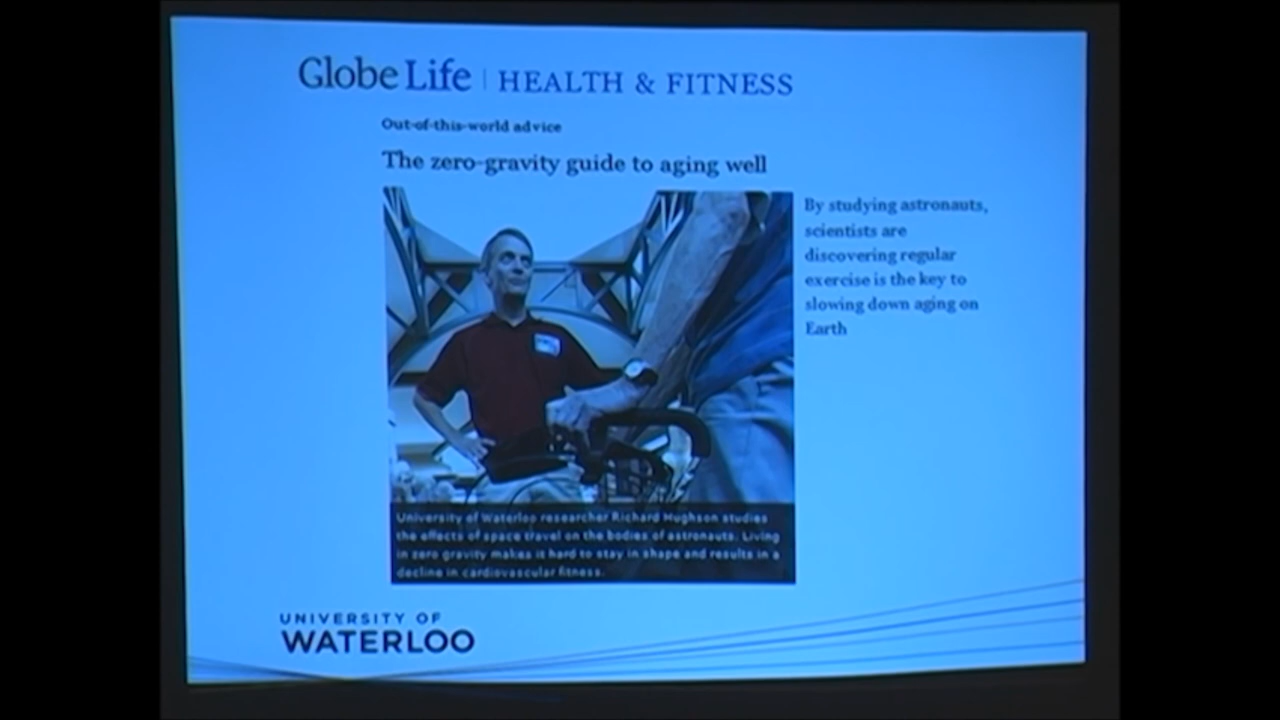 Globe Life | HEALTH & FITNESS
Out-of-this-world advice
The zero-gravity guide to aging well
By studying astronauts,
scientists are
discovering regular
exercise is the key to
slowing down aging on
Earth
University of Waterloo researcher Richard Hughson studies
the effects of space travel on the bodies of astronauts. Living
in zero gravity makes it hard to stay in shape and results in a
decline in cardiovascular fitness.
UNIVERSITY OF
WATERLOO